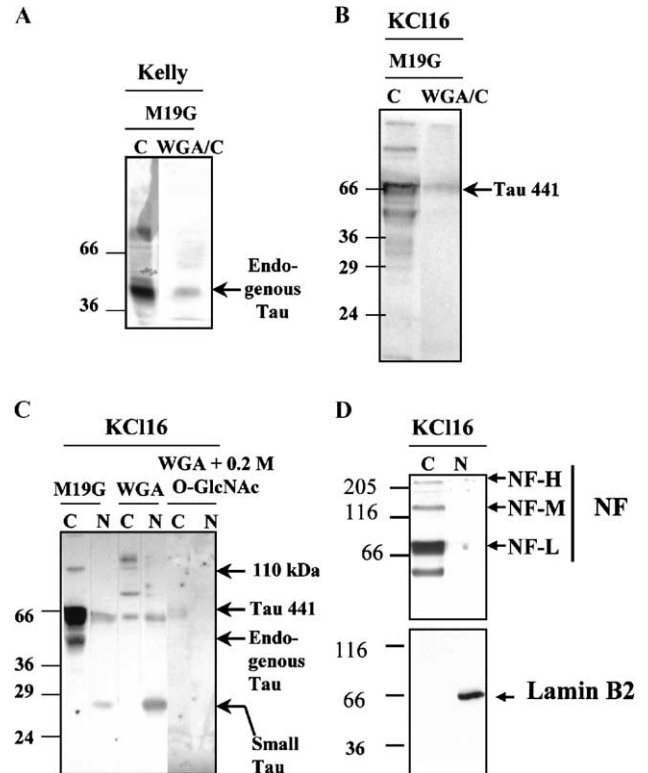 A
Kelly
M19G
C WGA/C
66
36
Endo-
genous
Tau
B
KCl16
M19G
C WGA/C
66
36
29
24
Tau 441
C
KCl16
WGA + 0.2 M
M19G WGA O-GlcNAc
C N C N C N
66
36
29
24
110 kDa
Tau 441
Endo-
genous
Tau
Small
Tau
D
KCl16
C N
205
116
66
NF-H
NF-M
NF-L
NF
116
66
36
Lamin B2